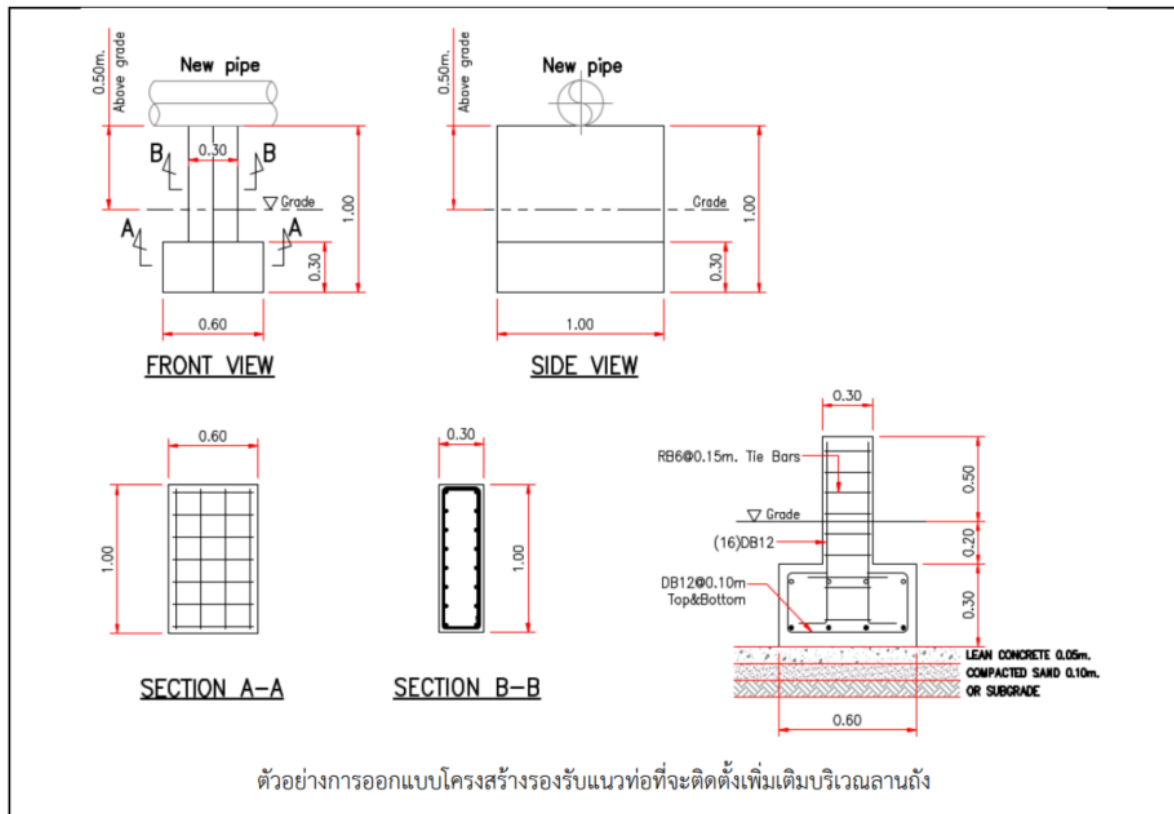 0.50m.
Above grade
New pipe
B
B
0.30
Grade
A
A
1.00
0.30
0.60
FRONT VIEW
New pipe
Grade
1.00
0.30
1.00
SIDE VIEW
0.60
1.00
SECTION A-A
0.30
1.00
SECTION B-B
0.30
RB6@0.15m. Tie Bars
0.50
Grade
(16)DB12
0.20
DB12@0.10m
Top&Bottom
0.30
LEAN CONCRETE 0.05m.
COMPACTED SAND 0.10m.
OR SUBGRADE
0.60
ตัวอย่างการออกแบบโครงสร้างรองรับแนวท่อที่จะติดตั้งเพิ่มเติมบริเวณลานถัง